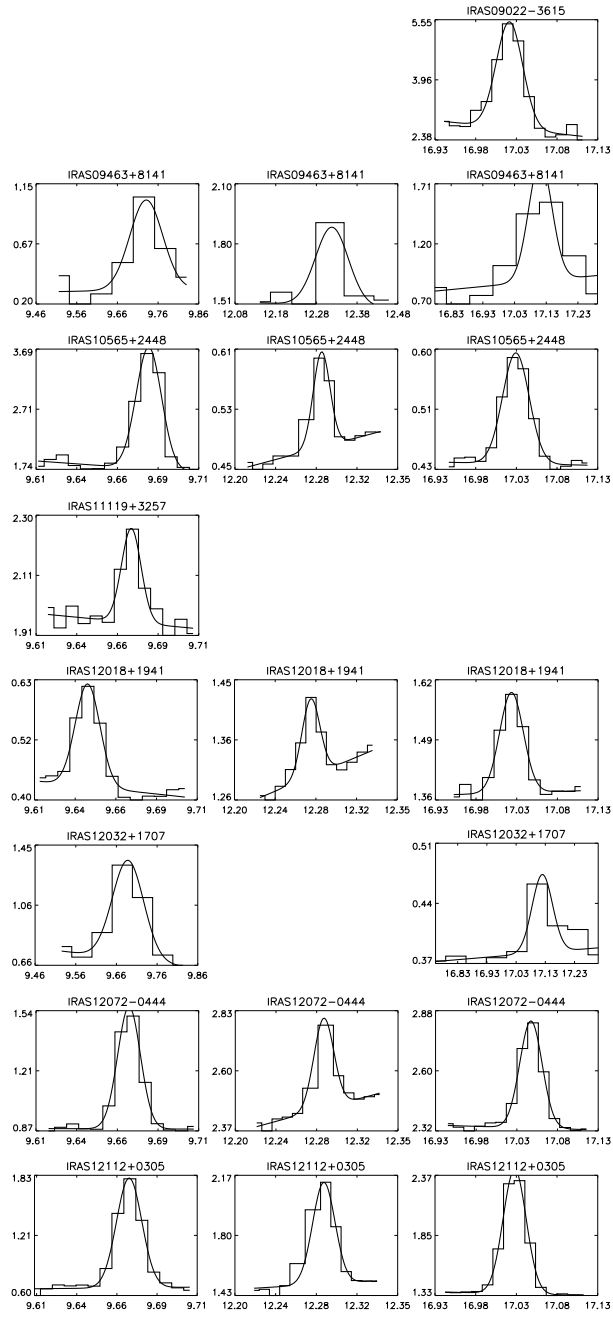 IRAS09022-3615
5.55
3.96
2.38
16.93 16.98 17.03 17.08 17.13
IRAS09463+8141 IRAS09463+8141 IRAS09463+8141
1.15 2.10 1.71
0.67 1.80 1.20
0.20 1.51 0.70
9.46 9.56 9.66 9.76 9.86 12.08 12.18 12.28 12.38 12.48 16.83 16.93 17.03 17.13 17.23
IRAS10565+2448 IRAS10565+2448 IRAS10565+2448
3.69 0.61 0.60
2.71 0.53 0.51
1.74 0.45 0.43
9.61 9.64 9.66 9.69 9.71 12.20 12.24 12.28 12.32 12.35 16.93 16.98 17.03 17.08 17.13
IRAS11119+3257
2.30
2.11
1.91
9.61 9.64 9.66 9.69 9.71
IRAS12018+1941 IRAS12018+1941 IRAS12018+1941
0.63 1.45 1.62
0.52 1.36 1.49
0.40 1.26 1.36
9.61 9.64 9.66 9.69 9.71 12.20 12.24 12.28 12.32 12.35 16.93 16.98 17.03 17.08 17.13
IRAS12032+1707 IRAS12032+1707
1.45 0.51
1.06 0.44
0.66 0.37
9.46 9.56 9.66 9.76 9.86 16.83 16.93 17.03 17.13 17.23
IRAS12072-0444 IRAS12072-0444 IRAS12072-0444
1.54 2.83 2.88
1.21 2.60 2.60
0.87 2.37 2.32
9.61 9.64 9.66 9.69 9.71 12.20 12.24 12.28 12.32 12.35 16.93 16.98 17.03 17.08 17.13
IRAS12112+0305 IRAS12112+0305 IRAS12112+0305
1.83 2.17 2.37
1.21 1.80 1.85
0.60 1.43 1.33
9.61 9.64 9.66 9.69 9.71 12.20 12.24 12.28 12.32 12.35 16.93 16.98 17.03 17.08 17.13